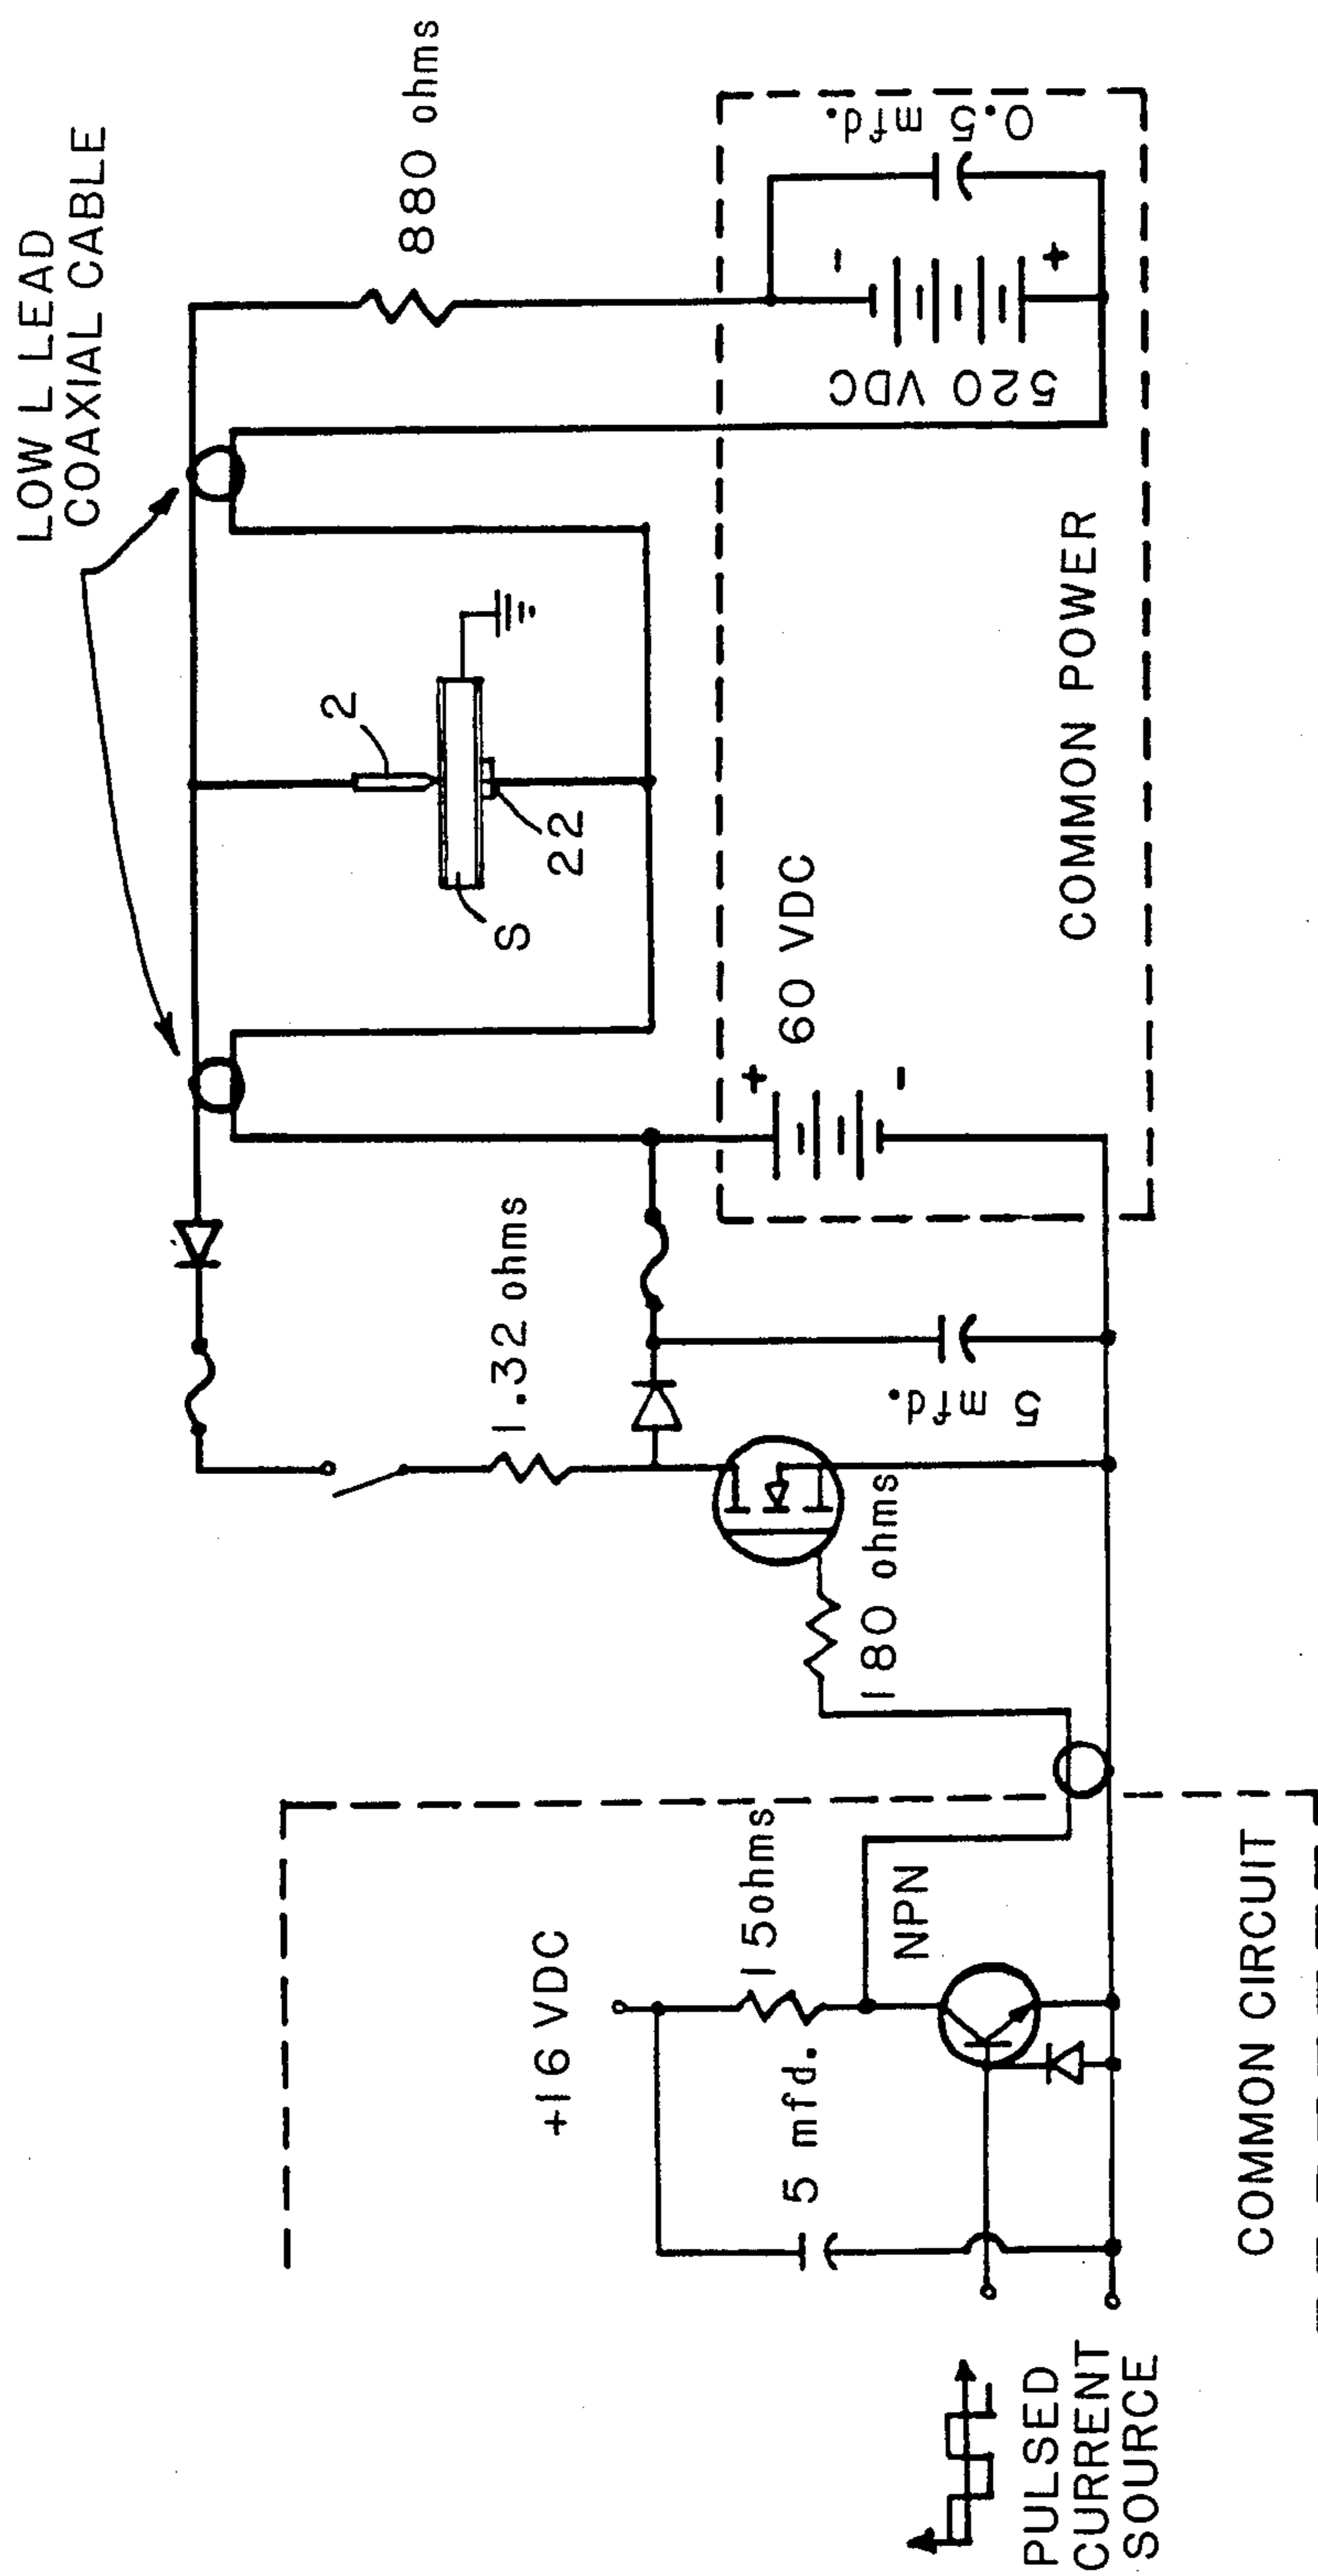 LOW L LEAD
COAXIAL CABLE
880 ohms
0.5 mfd.
-
+
520 VDC
2
22
S
COMMON POWER
60 VDC
+
-
1.32 ohms
5 mfd.
180 ohms
15ohms
NPN
+16 VDC
5 mfd.
COMMON CIRCUIT
PULSED
CURRENT
SOURCE